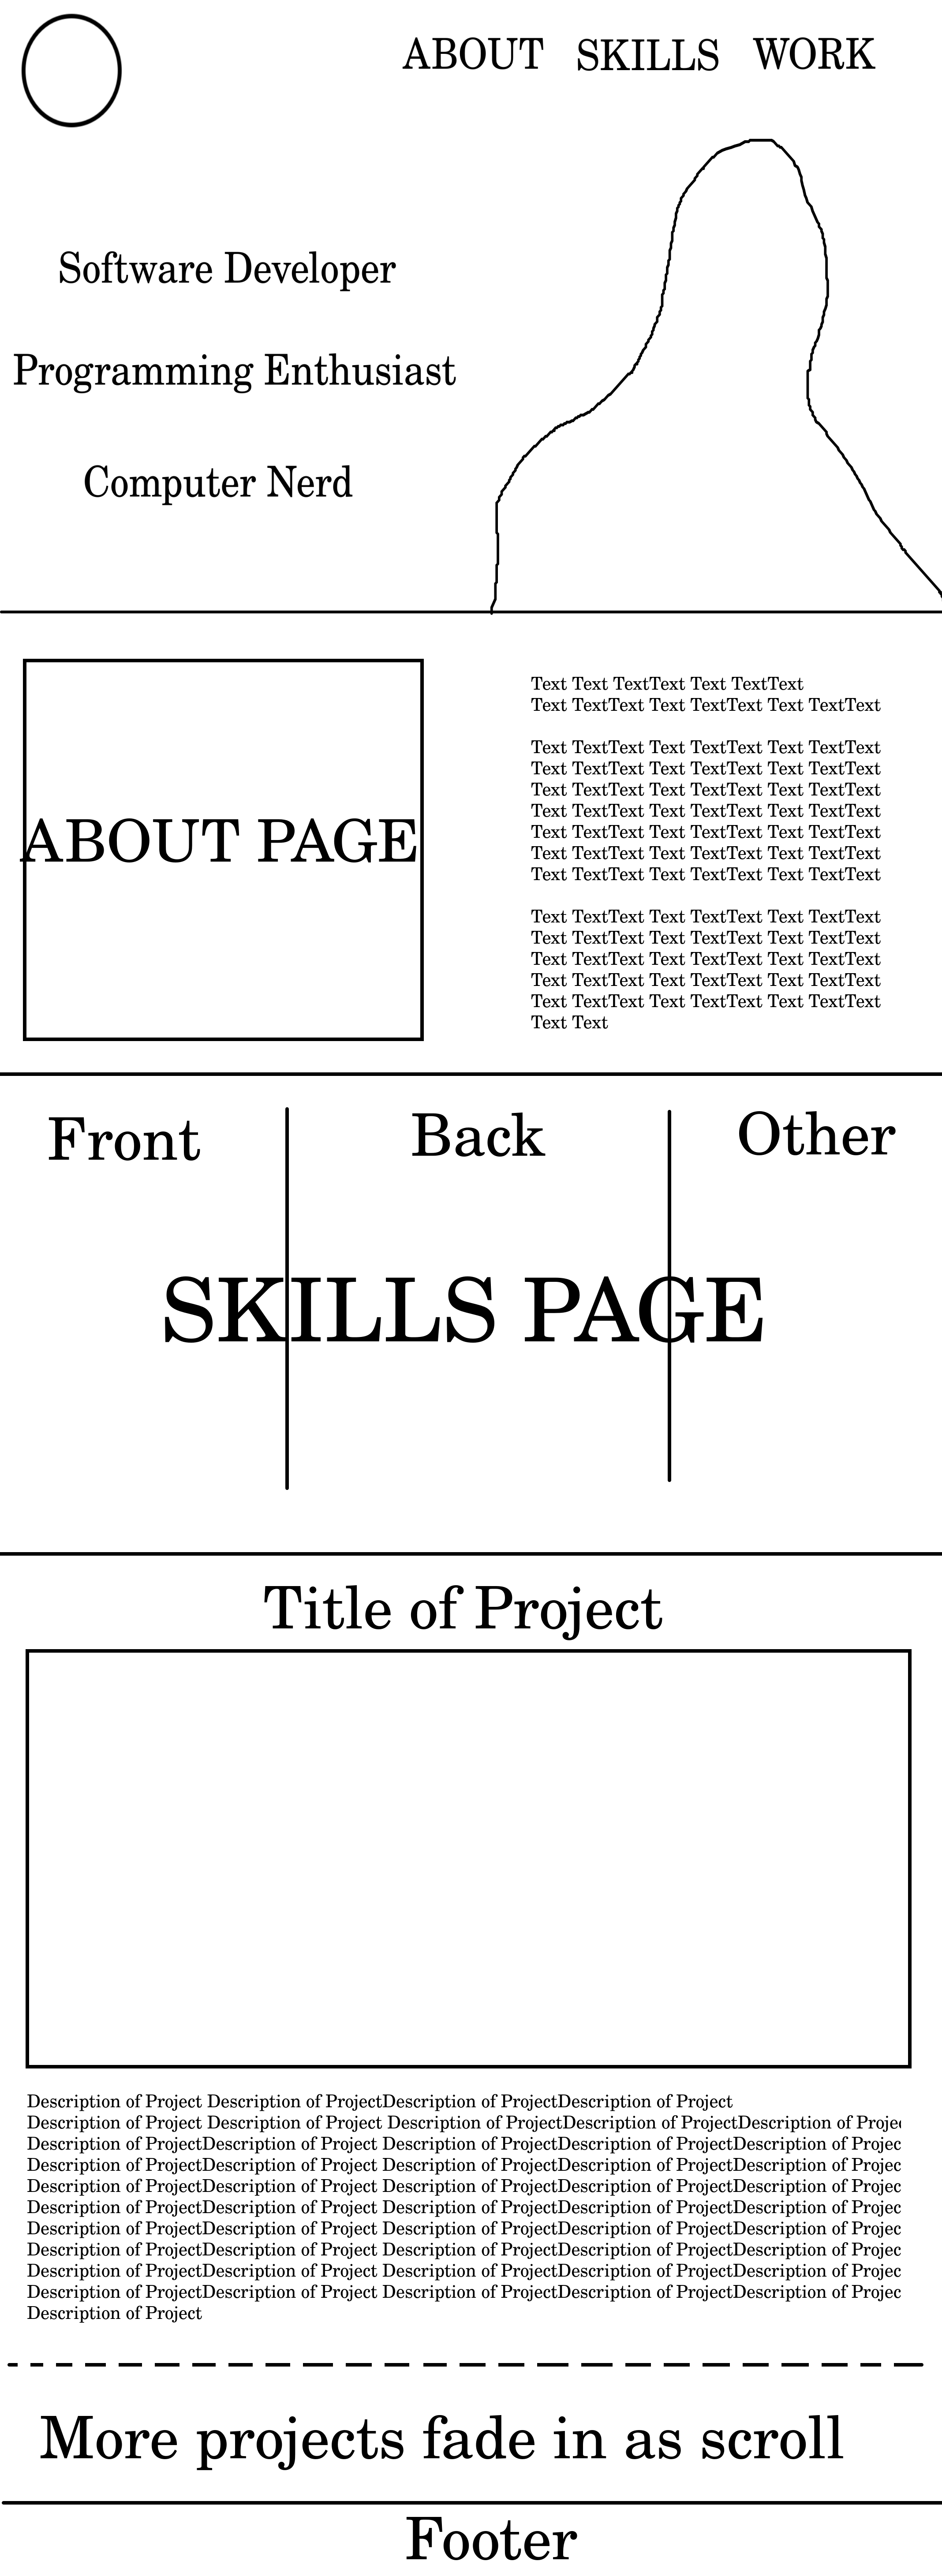 ABOUT SKILLS WORK
Software Developer
Programming Enthusiast
Computer Nerd
ABOUT PAGE
Text Text TextText Text TextText
Text TextText Text TextText Text TextText
Text TextText Text TextText Text TextText
Text TextText Text TextText Text TextText
Text TextText Text TextText Text TextText
Text TextText Text TextText Text TextText
Text TextText Text TextText Text TextText
Text TextText Text TextText Text TextText
Text TextText Text TextText Text TextText
Text TextText Text TextText Text TextText
Text TextText Text TextText Text TextText
Text TextText Text TextText Text TextText
Text TextText Text TextText Text TextText
Text TextText Text TextText Text TextText
Text Text
Front Back Other
SKILLS PAGE
Title of Project
Description of Project Description of ProjectDescription of ProjectDescription of Project
Description of Project Description of Project Description of ProjectDescription of ProjectDescription of Proje
Description of ProjectDescription of Project Description of ProjectDescription of ProjectDescription of Projec
Description of ProjectDescription of Project Description of ProjectDescription of ProjectDescription of Projec
Description of ProjectDescription of Project Description of ProjectDescription of ProjectDescription of Projec
Description of ProjectDescription of Project Description of ProjectDescription of ProjectDescription of Projec
Description of ProjectDescription of Project Description of ProjectDescription of ProjectDescription of Projec
Description of ProjectDescription of Project Description of ProjectDescription of ProjectDescription of Projec
Description of ProjectDescription of Project Description of ProjectDescription of ProjectDescription of Projec
Description of ProjectDescription of Project Description of ProjectDescription of ProjectDescription of Projec
Description of Project
More projects fade in as scroll
Footer